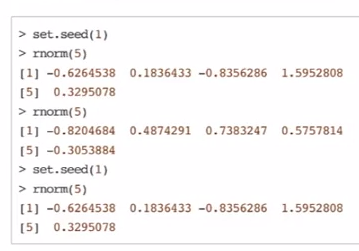 > set.seed(1)
> rnorm(5)
[1] -0.6264538 0.1836433 -0.8356286 1.5952808
[5] 0.3295078
> rnorm(5)
[1] -0.8204684 0.4874291 0.7383247 0.5757814
[5] -0.3053884
> set.seed(1)
> rnorm(5)
[1] -0.6264538 0.1836433 -0.8356286 1.5952808
[5] 0.3295078